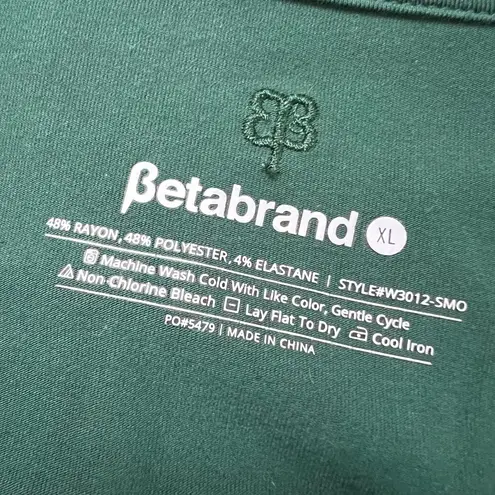 βetabrand XL
48% RAYON, 48% POLYESTER, 4% ELASTANE | STYLE#W3012-SMO
Machine Wash Cold With Like Color, Gentle Cycle
Non-Chlorine Bleach Lay Flat To Dry Cool Iron
PO#5479 | MADE IN CHINA